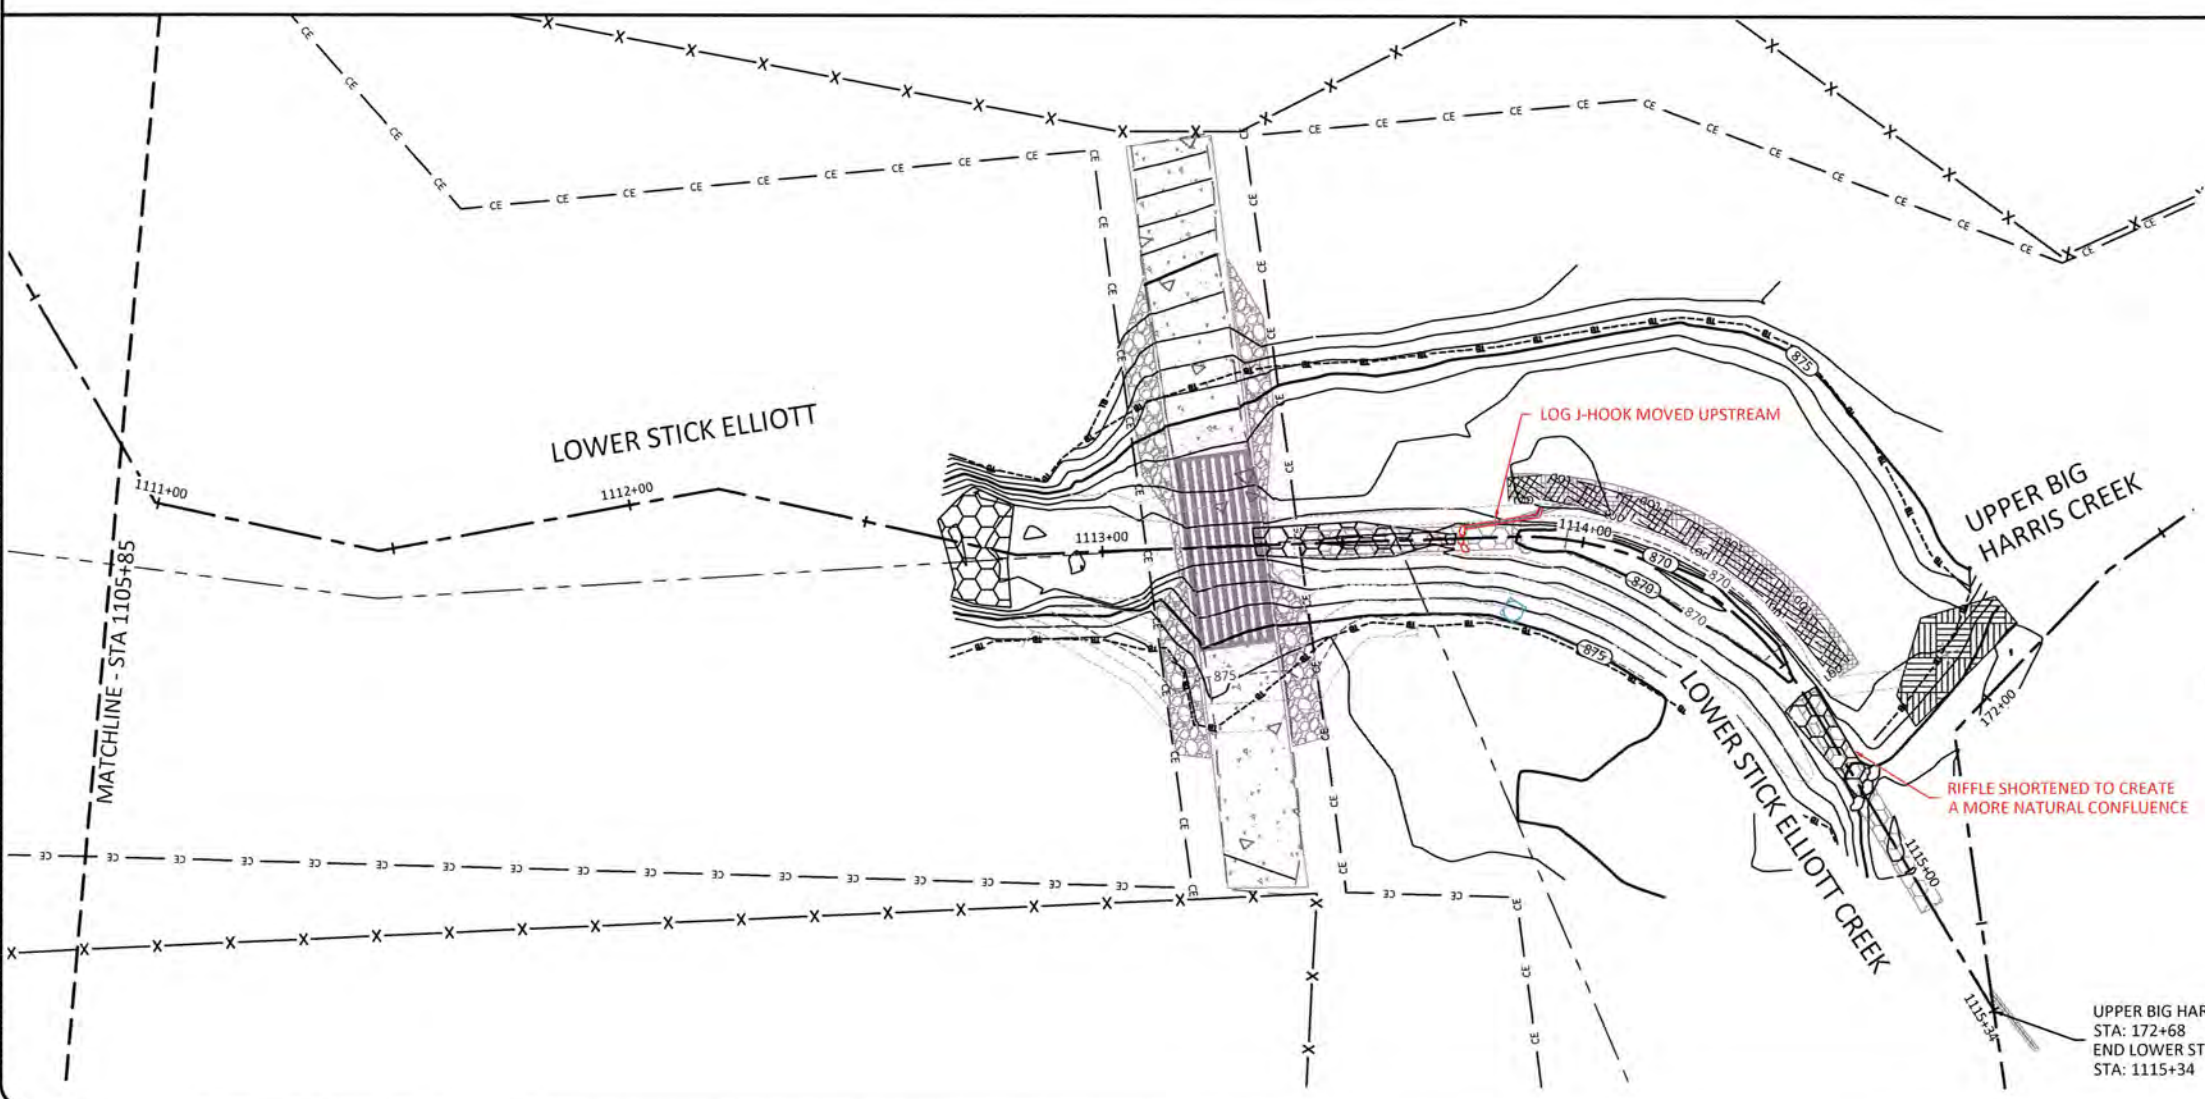 MATCHLINE - STA 1105+85
1111+00
LOWER STICK ELLIOTT
1112+00
1113+00
LOG J-HOOK MOVED UPSTREAM
1114+00
870
870
870
870
875
875
875
UPPER BIG
HARRIS CREEK
172+00
LOWER STICK ELLIOTT CREEK
RIFFLE SHORTENED TO CREATE
A MORE NATURAL CONFLUENCE
1115+00
1115+34
UPPER BIG HAR
STA: 172+68
END LOWER ST
STA: 1115+34